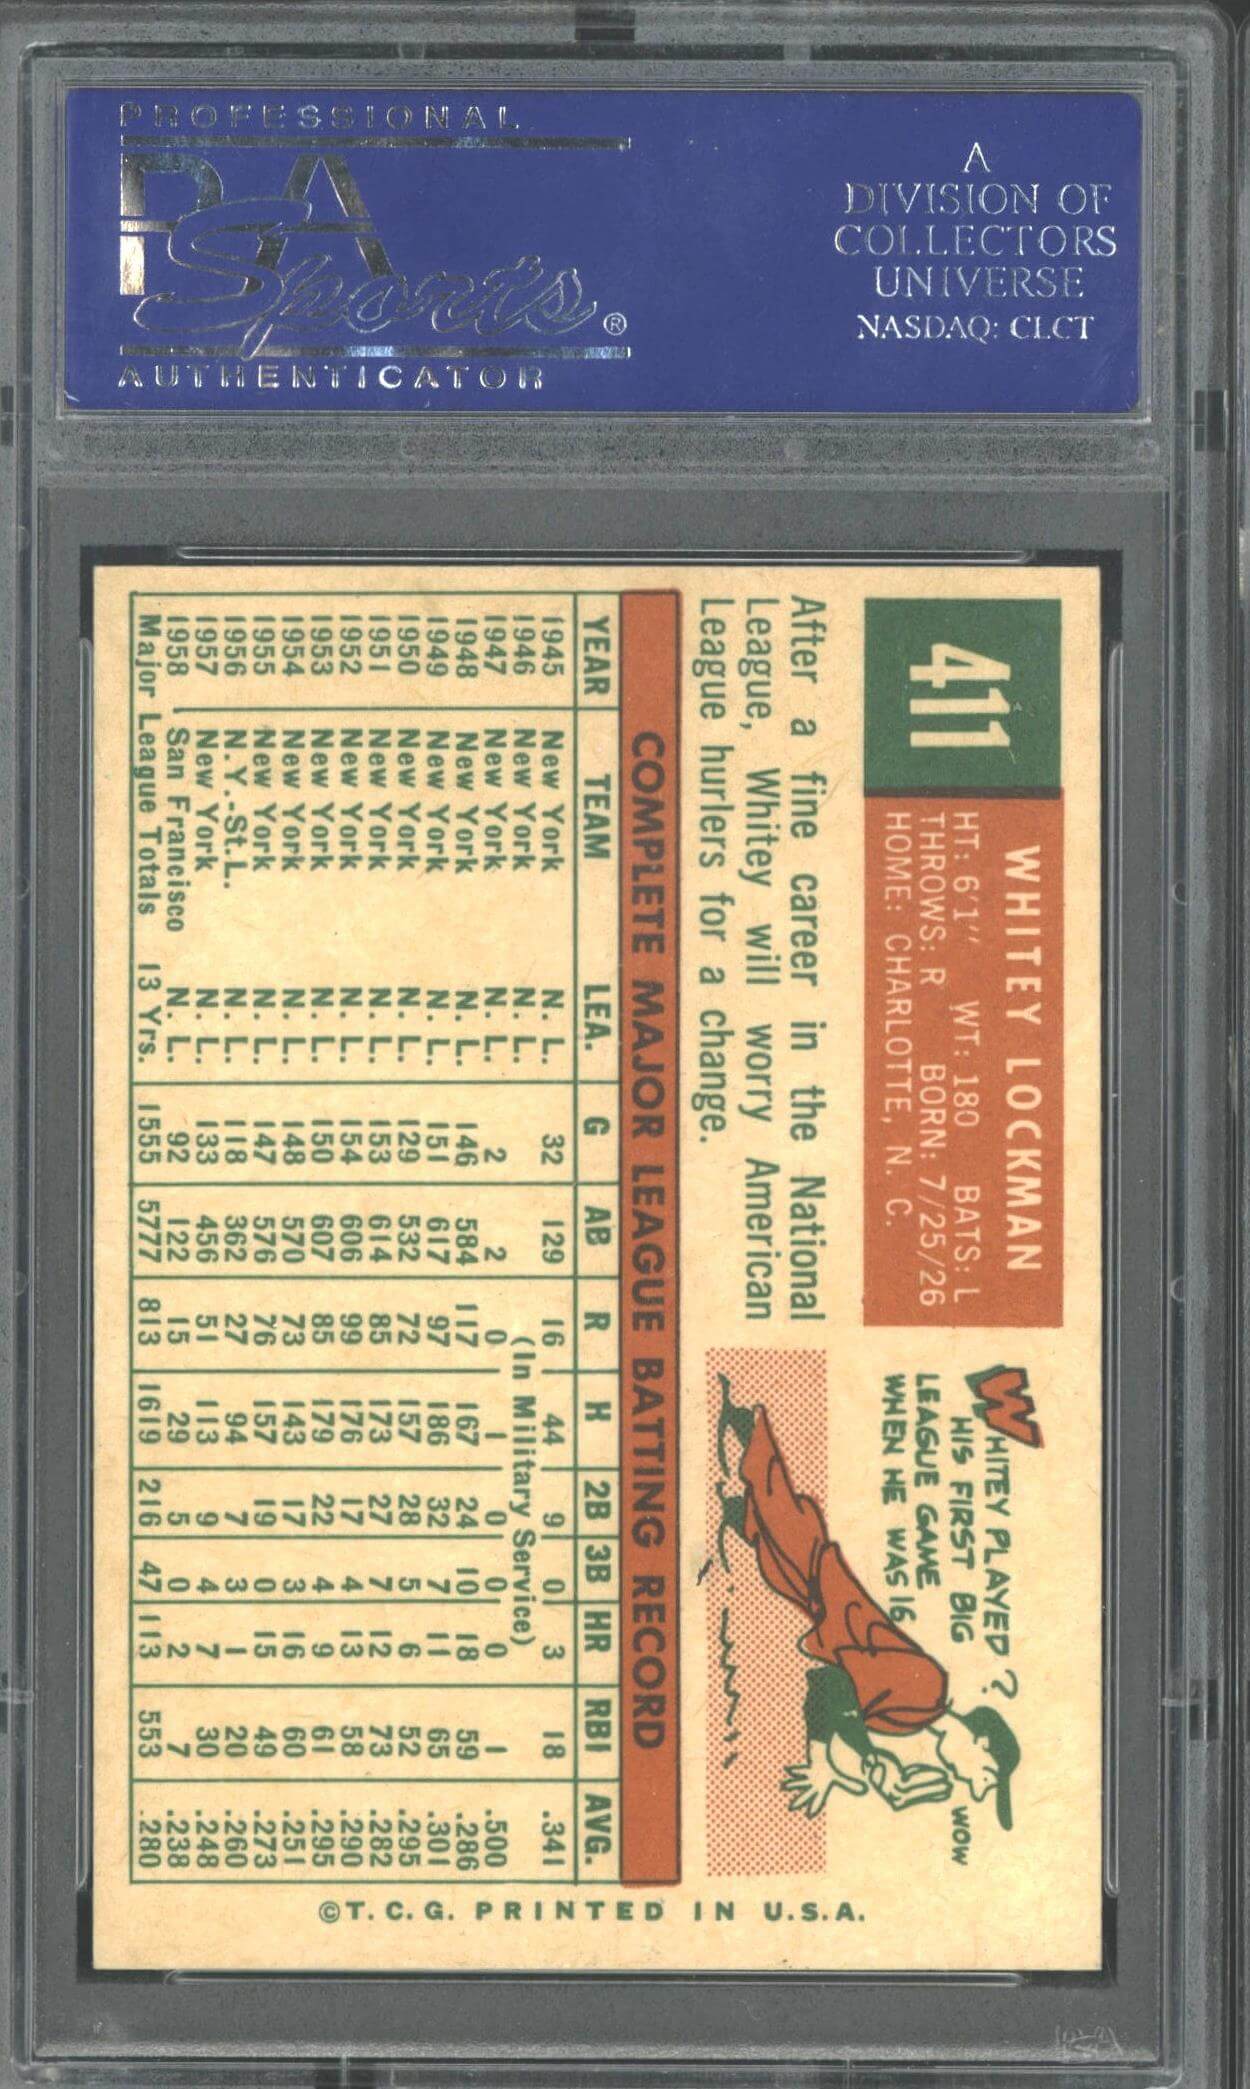 PROFESSIONAL
PSA
Sports®
AUTHENTICATOR
A
DIVISION OF
COLLECTORS
UNIVERSE
NASDAQ: CLCT
411
WHITEY LOCKMAN
HT: 6'1" WT: 180 BATS: L
THROWS: R BORN: 7/25/26
HOME: CHARLOTTE, N. C.
WHITEY PLAYED?
HIS FIRST BIG
LEAGUE GAME
WHEN HE WAS 16
WOW
After a fine career in the National
League, Whitey will worry American
League hurlers for a change.
COMPLETE MAJOR LEAGUE BATTING RECORD
YEAR TEAM LEA. G AB R H 2B 3B HR RBI AVG.
1945 New York N. L. 32 129 16 44 9 0 3 18 .341
1946 New York N. L. (In Military Service)
1947 New York N. L. 2 2 0 1 0 0 0 1 .500
1948 New York N. L. 146 584 117 167 24 10 18 59 .286
1949 New York N. L. 151 617 97 186 32 7 11 65 .301
1950 New York N. L. 129 532 72 157 28 5 6 52 .295
1951 New York N. L. 153 614 85 173 27 7 12 73 .282
1952 New York N. L. 154 606 99 176 17 4 13 58 .290
1953 New York N. L. 150 607 85 179 22 4 9 61 .295
1954 New York N. L. 148 570 73 143 17 3 16 60 .251
1955 New York N. L. 147 576 76 157 19 0 15 49 .273
1956 N.Y.-St.L. N. L. 118 362 27 94 7 3 1 20 .260
1957 New York N. L. 133 456 51 113 9 4 7 30 .248
1958 San Francisco N. L. 92 122 15 29 5 0 2 7 .238
Major League Totals 13 Yrs. 1555 5777 813 1619 216 47 113 553 .280
©T. C. G. PRINTED IN U.S.A.